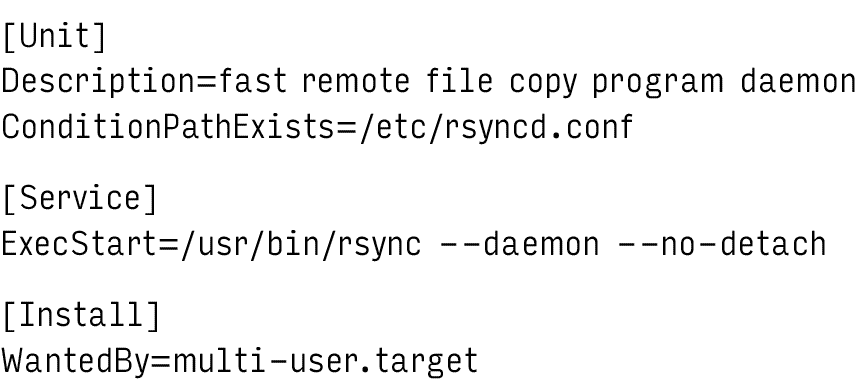 [Unit]
Description=fast remote file copy program daemon
ConditionPathExists=/etc/rsyncd.conf
[Service]
ExecStart=/usr/bin/rsync --daemon --no-detach
[Install]
WantedBy=multi-user.target